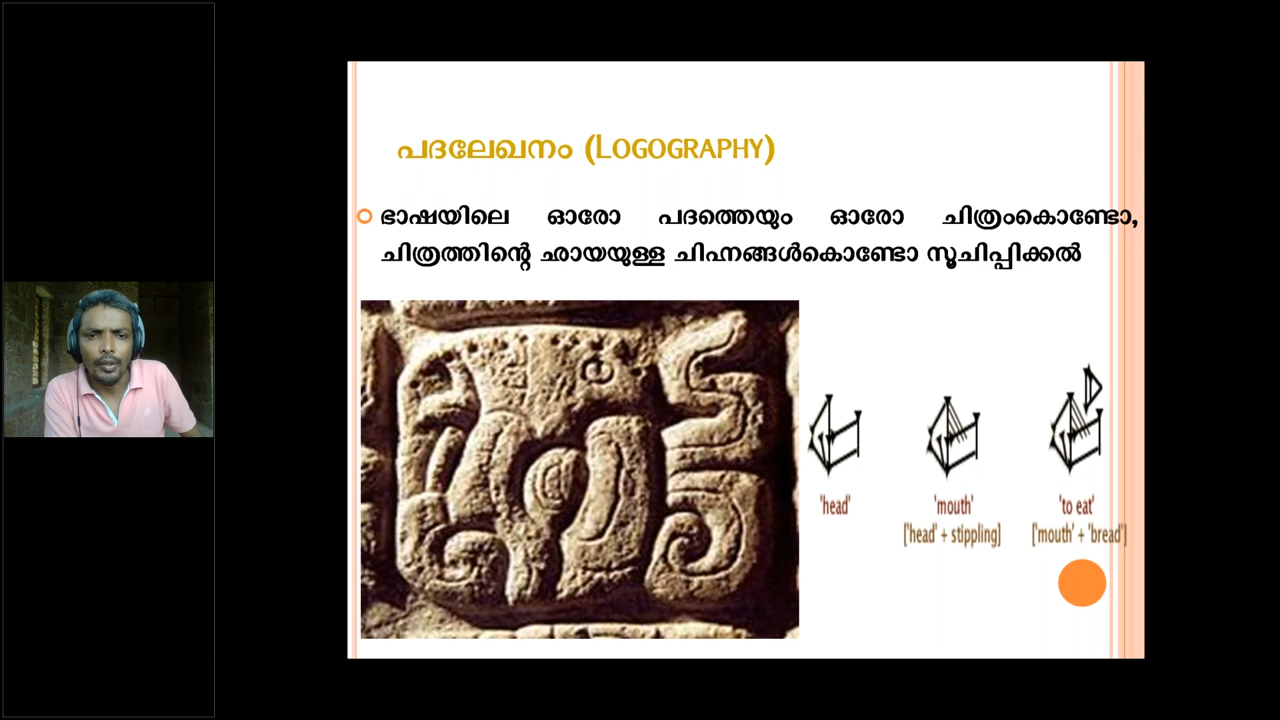 പദലേഖനം (LOGOGRAPHY)
ഭാഷയിലെ ഓരോ പദത്തെയും ഓരോ ചിത്രംകൊണ്ടോ,
ചിത്രത്തിന്റെ ഛായയുള്ള ചിഹ്നങ്ങൾകൊണ്ടോ സൂചിപ്പിക്കൽ
'head' 'mouth' 'to eat'
['head' + stippling] ['mouth' + 'bread']